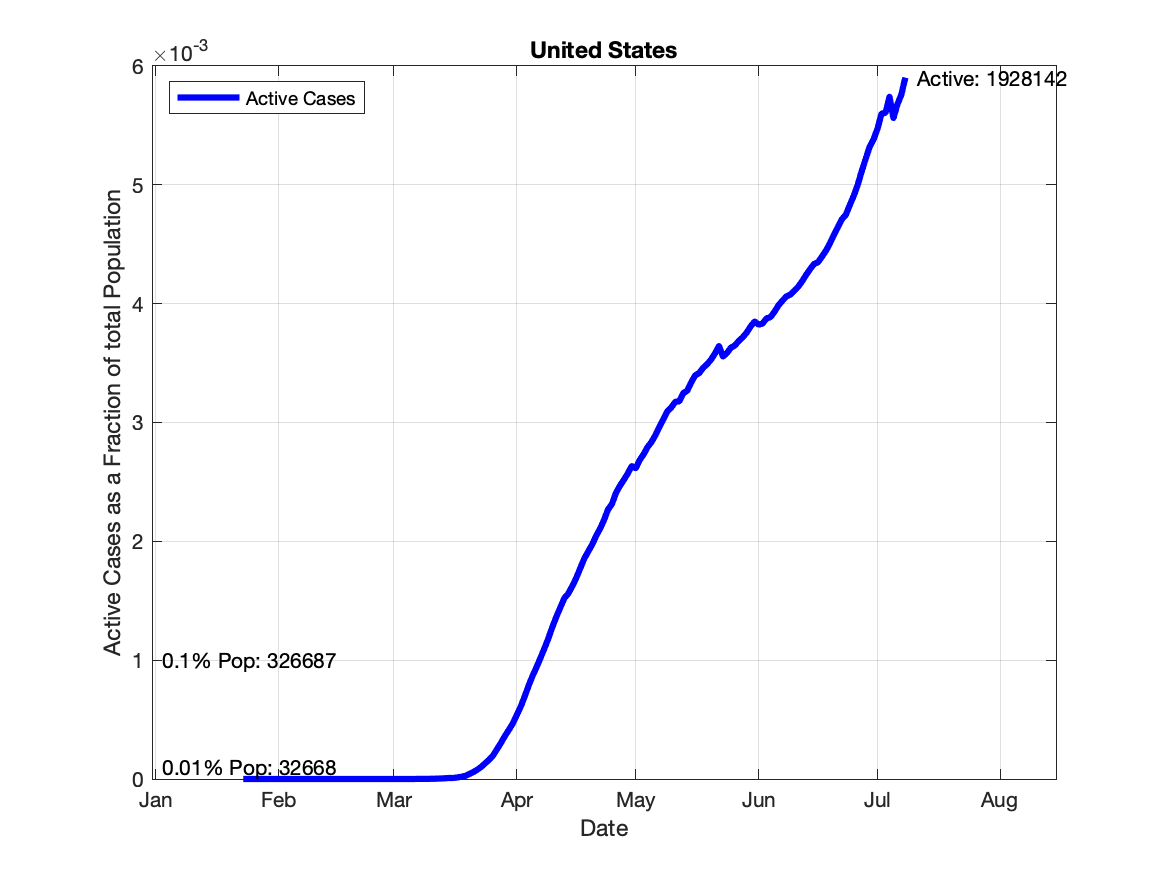 United States
×10-3
6
5
4
3
2
1
0
Active Cases as a Fraction of total Population
Active Cases
Active: 1928142
0.1% Pop: 326687
0.01% Pop: 32668
Jan Feb Mar Apr May Jun Jul Aug
Date